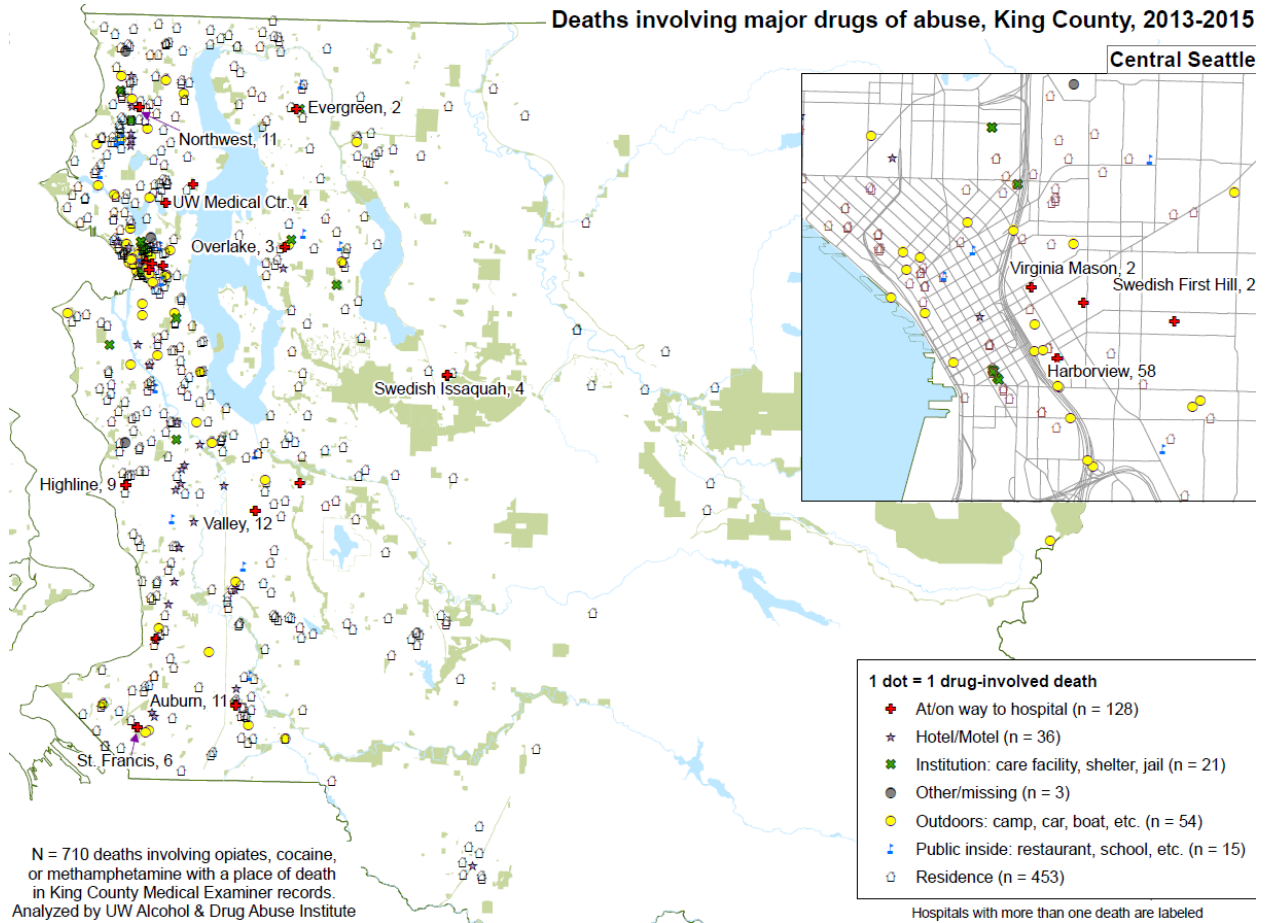 Deaths involving major drugs of abuse, King County, 2013-2015
Central Seattle
Evergreen, 2
Northwest, 11
UW Medical Ctr., 4
Overlake, 3
Virginia Mason, 2
Swedish First Hill, 2
Harborview, 58
Swedish Issaquah, 4
Highline, 9
Valley, 12
Auburn, 11
St. Francis, 6
1 dot = 1 drug-involved death
At/on way to hospital (n = 128)
Hotel/Motel (n = 36)
Institution: care facility, shelter, jail (n = 21)
Other/missing (n = 3)
Outdoors: camp, car, boat, etc. (n = 54)
Public inside: restaurant, school, etc. (n = 15)
Residence (n = 453)
N = 710 deaths involving opiates, cocaine,
or methamphetamine with a place of death
in King County Medical Examiner records.
Analyzed by UW Alcohol & Drug Abuse Institute
Hospitals with more than one death are labeled